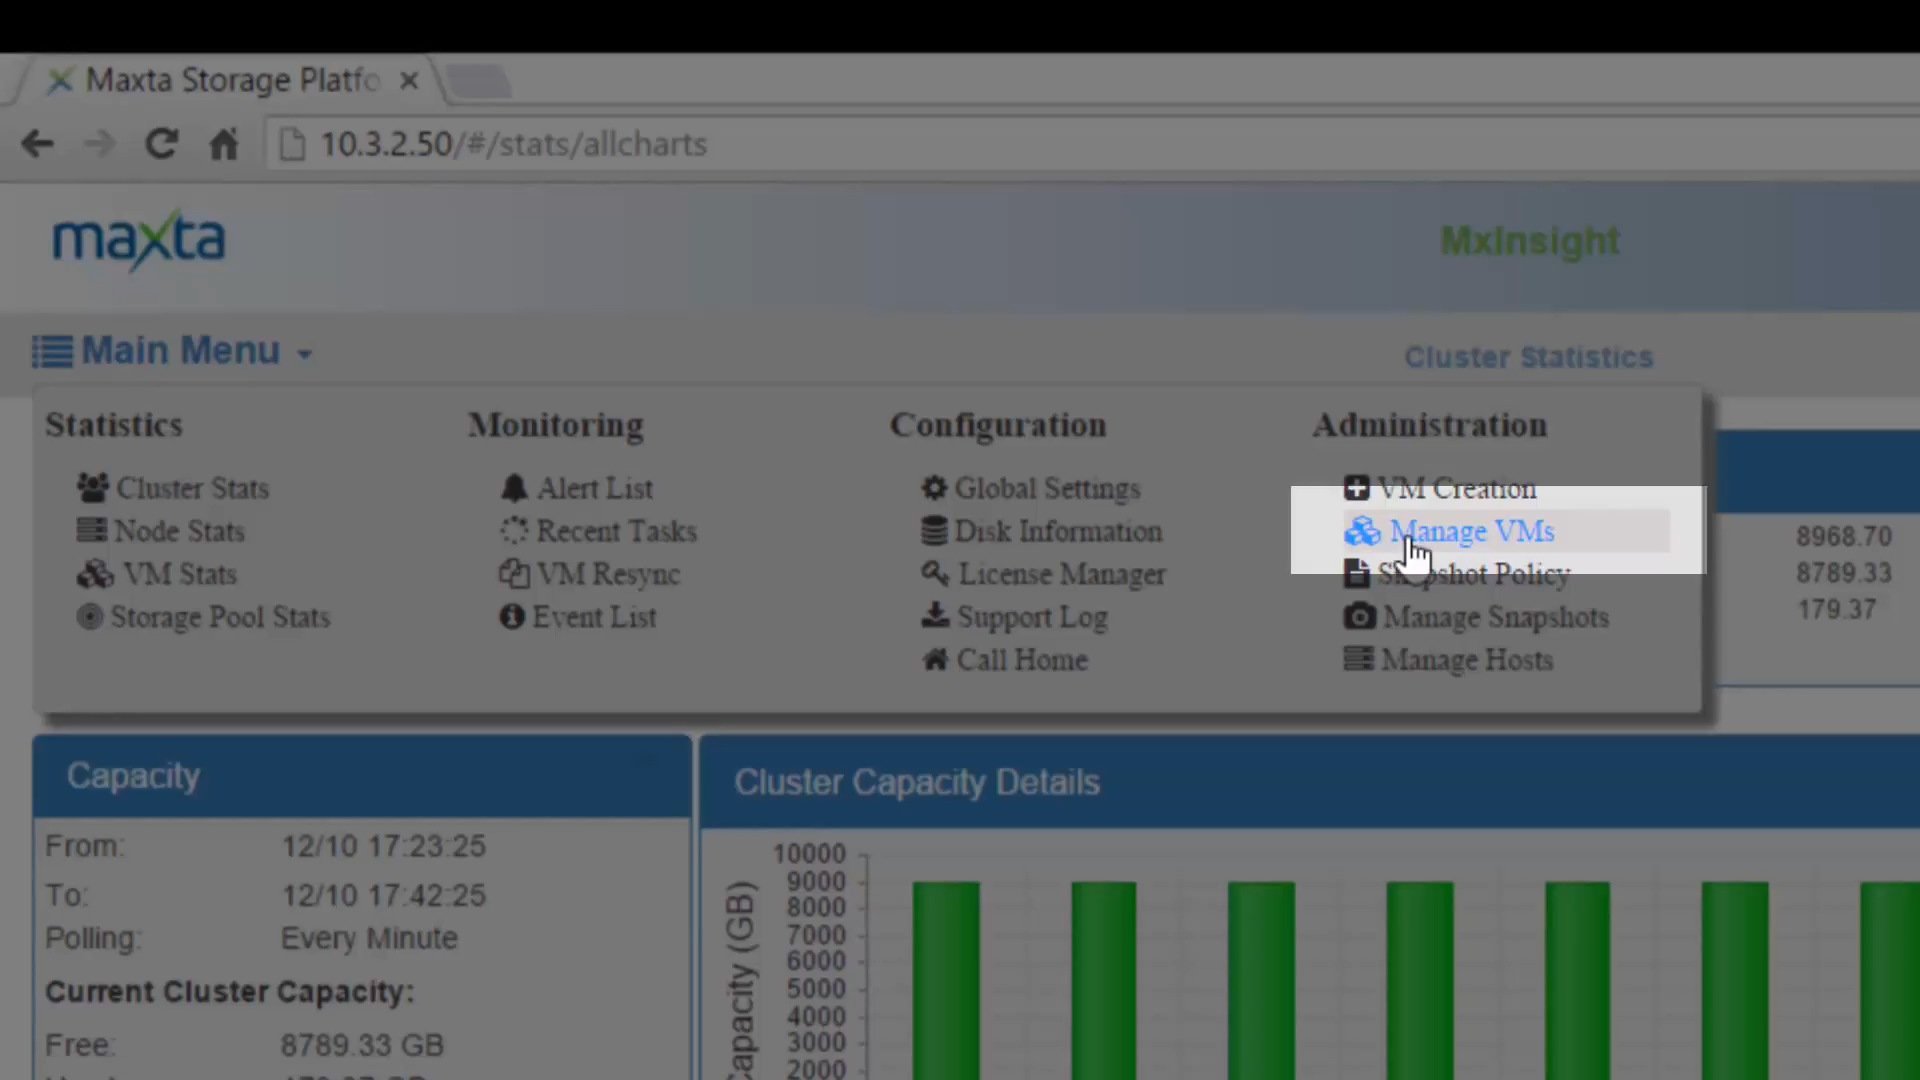 Maxta Storage Platfo
10.3.2.50/#/stats/allcharts
maxta
MxInsight
Main Menu
Cluster Statistics
Statistics
Cluster Stats
Node Stats
VM Stats
Storage Pool Stats
Monitoring
Alert List
Recent Tasks
VM Resync
Event List
Configuration
Global Settings
Disk Information
License Manager
Support Log
Call Home
Administration
VM Creation
Manage VMs
Snapshot Policy
Manage Snapshots
Manage Hosts
8968.70
8789.33
179.37
Capacity
From: 12/10 17:23:25
To: 12/10 17:42:25
Polling: Every Minute
Current Cluster Capacity:
Free: 8789.33 GB
Cluster Capacity Details
Capacity (GB)
10000
9000
8000
7000
6000
5000
4000
3000
2000